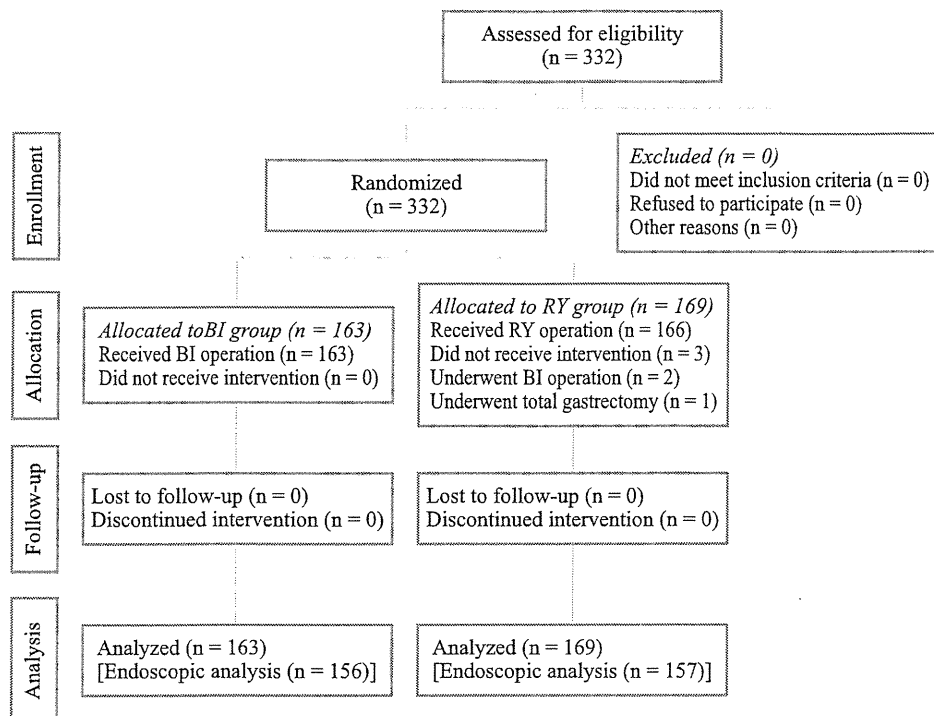 Assessed for eligibility
(n = 332)
Enrollment
Randomized
(n = 332)
Excluded (n = 0)
Did not meet inclusion criteria (n = 0)
Refused to participate (n = 0)
Other reasons (n = 0)
Allocation
Allocated toBI group (n = 163)
Received BI operation (n = 163)
Did not receive intervention (n = 0)
Allocated to RY group (n = 169)
Received RY operation (n = 166)
Did not receive intervention (n = 3)
Underwent BI operation (n = 2)
Underwent total gastrectomy (n = 1)
Follow-up
Lost to follow-up (n = 0)
Discontinued intervention (n = 0)
Lost to follow-up (n = 0)
Discontinued intervention (n = 0)
Analysis
Analyzed (n = 163)
[Endoscopic analysis (n = 156)]
Analyzed (n = 169)
[Endoscopic analysis (n = 157)]